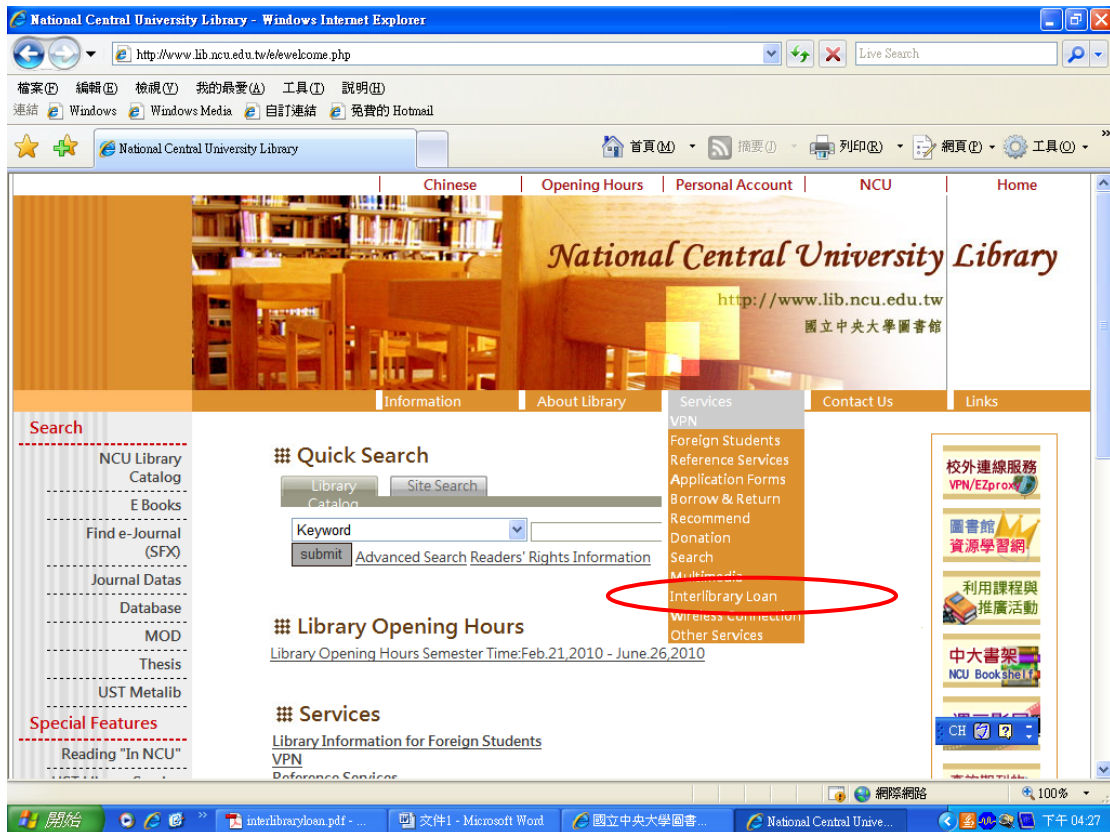 National Central University Library - Windows Internet Explorer
http://www.lib.ncu.edu.tw/e/ewelcome.php
Live Search
檔案(F) 編輯(E) 檢視(V) 我的最愛(A) 工具(T) 說明(H)
連結 Windows Windows Media 自訂連結 免費的 Hotmail
National Central University Library
首頁(M) 摘要(J) 列印(R) 網頁(P) 工具(O)
Chinese Opening Hours Personal Account NCU Home
National Central University Library
http://www.lib.ncu.edu.tw
國立中央大學圖書館
Information About Library Services Contact Us Links
Search
NCU Library
Catalog
E Books
Find e-Journal
(SFX)
Journal Datas
Database
MOD
Thesis
UST Metalib
Special Features
Reading "In NCU"
Quick Search
Library
Catalog
Site Search
Keyword
submit Advanced Search Readers' Rights Information
Library Opening Hours
Library Opening Hours Semester Time:Feb.21,2010 - June.26,2010
Services
Library Information for Foreign Students
VPN
Reference Services
VPN
Foreign Students
Reference Services
Application Forms
Borrow & Return
Recommend
Donation
Search
Multimedia
Interlibrary Loan
Wireless Connection
Other Services
校外連線服務
VPN/EZproxy
圖書館
資源學習網
利用課程與
推廣活動
中大書架
NCU Bookshelf
CH
網際網路
100%
開始
interlibraryloan.pdf - ...
文件1 - Microsoft Word
國立中央大學圖書...
National Central Unive...
下午 04:27